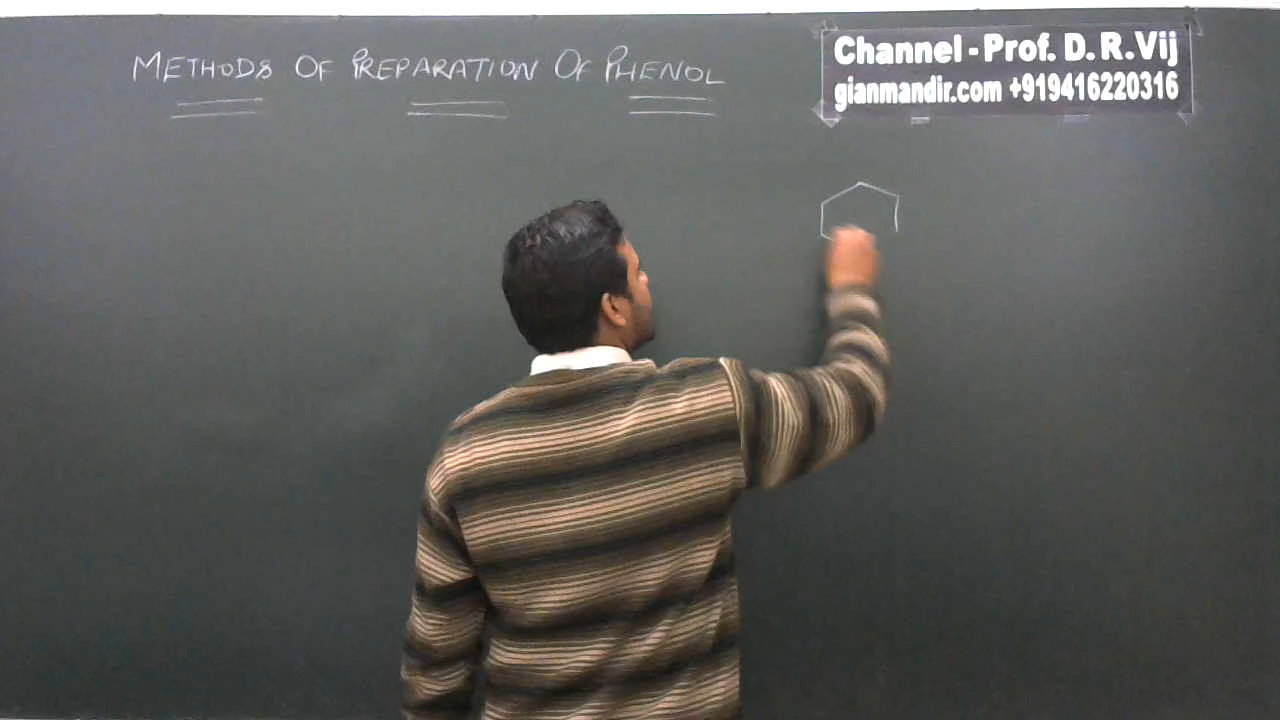 METHODS OF PREPARATION OF PHENOL
Channel - Prof. D. R. Vij
gianmandir.com +919416220316